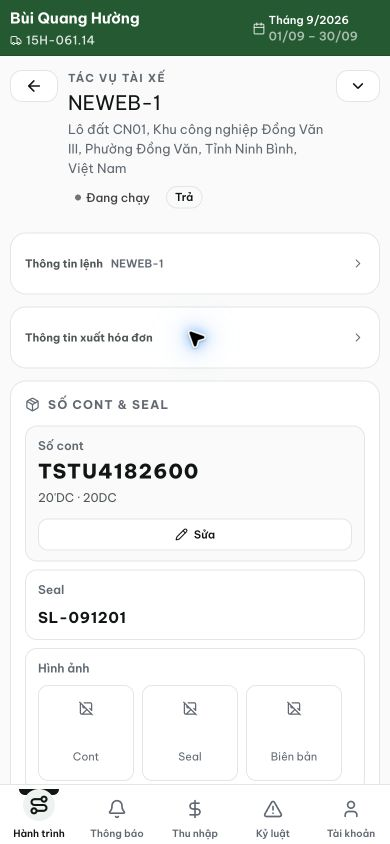 Bùi Quang Hường
15H-061.14
Tháng 9/2026
01/09 – 30/09
TÁC VỤ TÀI XẾ
NEWEB-1
Lô đất CN01, Khu công nghiệp Đồng Văn
III, Phường Đồng Văn, Tỉnh Ninh Bình,
Việt Nam
Đang chạy
Trả
Thông tin lệnh NEWEB-1
Thông tin xuất hóa đơn
SỐ CONT & SEAL
Số cont
TSTU4182600
20'DC · 20DC
Sửa
Seal
SL-091201
Hình ảnh
Cont
Seal
Biên bản
Hành trình
Thông báo
Thu nhập
Kỷ luật
Tài khoản